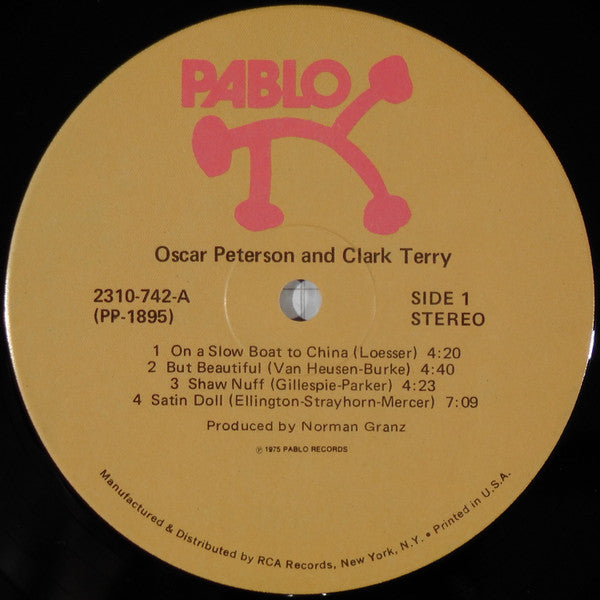 PABLO
Oscar Peterson and Clark Terry
2310-742-A
(PP-1895)
SIDE 1
STEREO
1 On a Slow Boat to China (Loesser) 4:20
2 But Beautiful (Van Heusen-Burke) 4:40
3 Shaw Nuff (Gillespie-Parker) 4:23
4 Satin Doll (Ellington-Strayhorn-Mercer) 7:09
Produced by Norman Granz
℗ 1975 PABLO RECORDS
Manufactured & Distributed by RCA Records, New York, N.Y. • Printed in U.S.A.